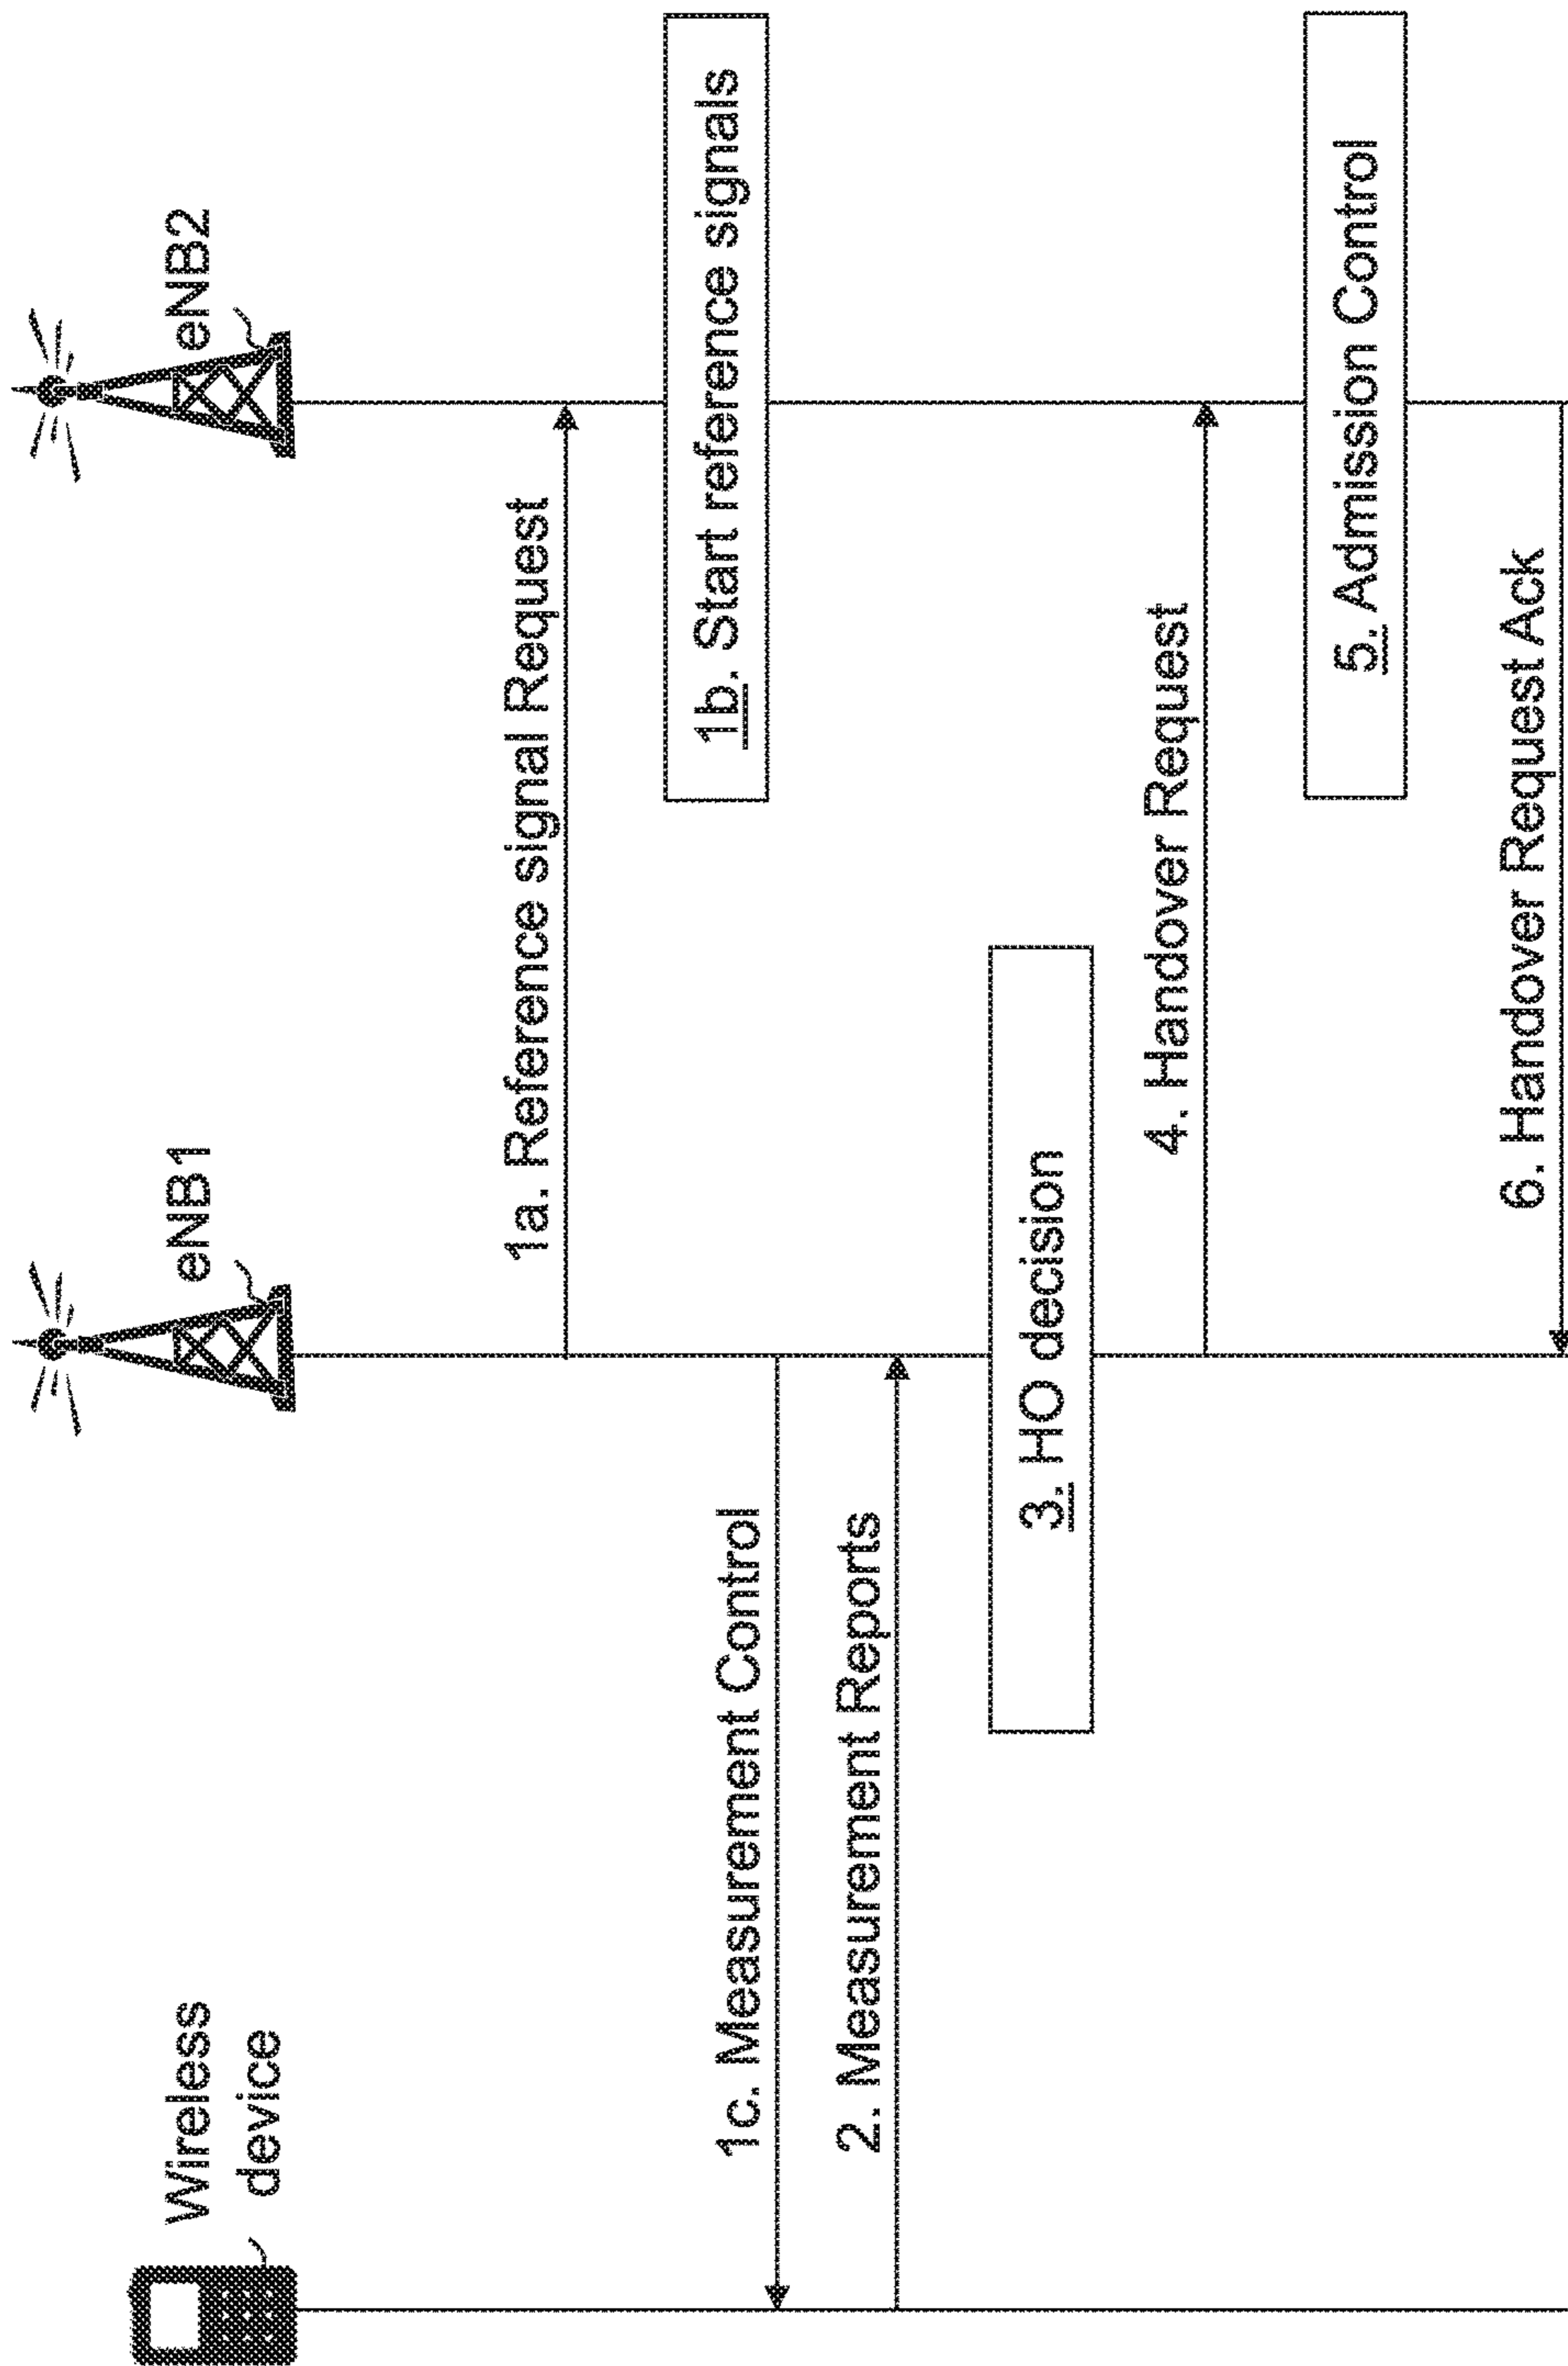 Wireless
device
eNB1
eNB2
1a. Reference signal Request
1b. Start reference signals
1c. Measurement Control
2. Measurement Reports
3. HO decision
4. Handover Request
5. Admission Control
6. Handover Request Ack